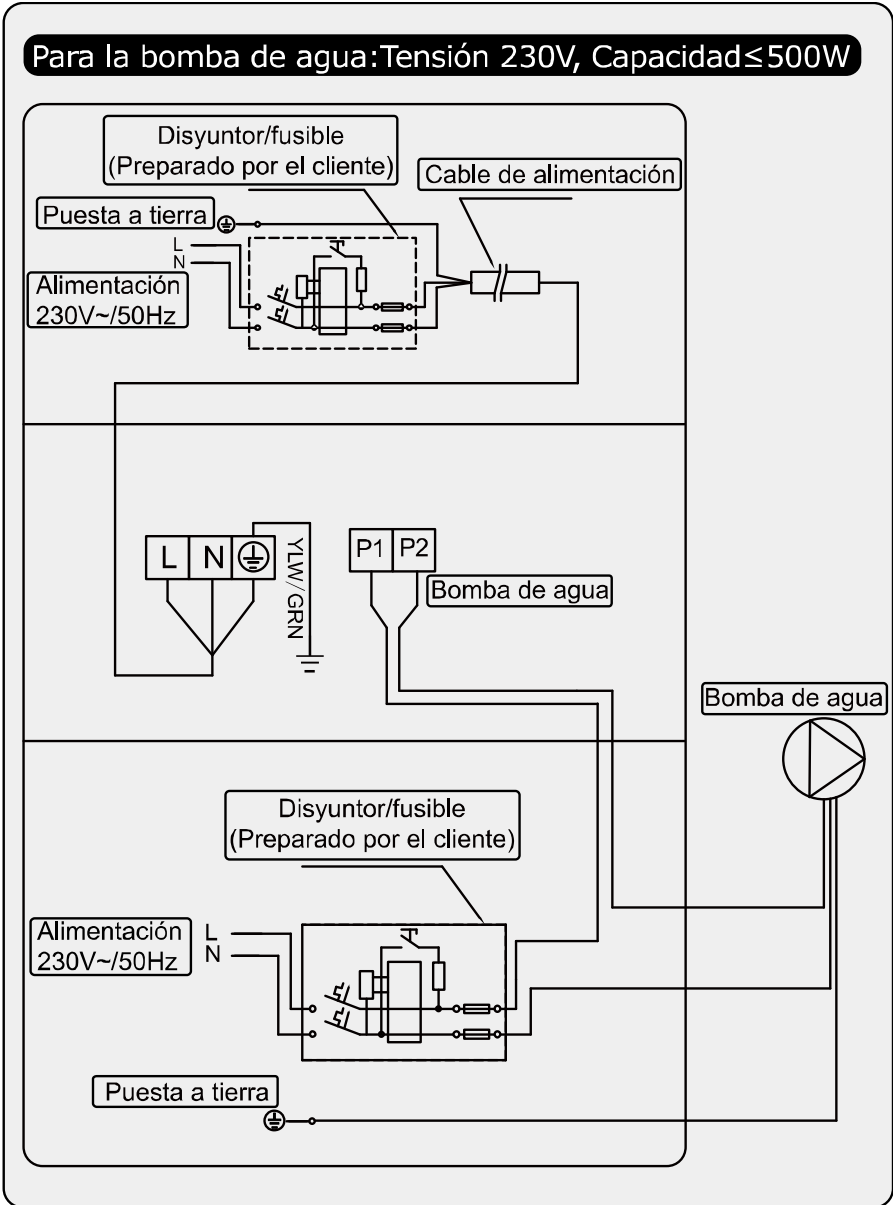 Para la bomba de agua:Tensión 230V, Capacidad≤500W
Disyuntor/fusible
(Preparado por el cliente)
Cable de alimentación
Puesta a tierra
L
N
Alimentación
230V~/50Hz
L N
YLW/GRN
P1 P2
Bomba de agua
Bomba de agua
Disyuntor/fusible
(Preparado por el cliente)
Alimentación
230V~/50Hz
L
N
Puesta a tierra